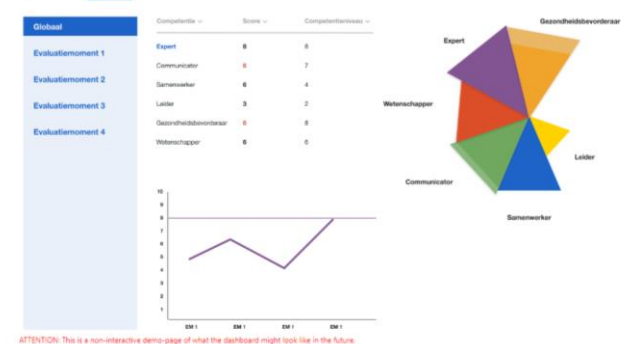 Globaal
Evaluatiemoment 1
Evaluatiemoment 2
Evaluatiemoment 3
Evaluatiemoment 4
Competentie Score Competentieniveau
Expert 8 6
Communicator 6 7
Samenwerker 6 4
Leider 3 2
Gezondheidsbevorderaar 6 8
Wetenschapper 6 6
Gezondheidsbevorderaar
Expert
Wetenschapper
Leider
Communicator
Samenwerker
10
9
8
7
6
5
4
3
2
1
EM 1 EM 1 EM 1 EM 1
ATTENTION: This is a non-interactive demo-page of what the dashboard might look like in the future.